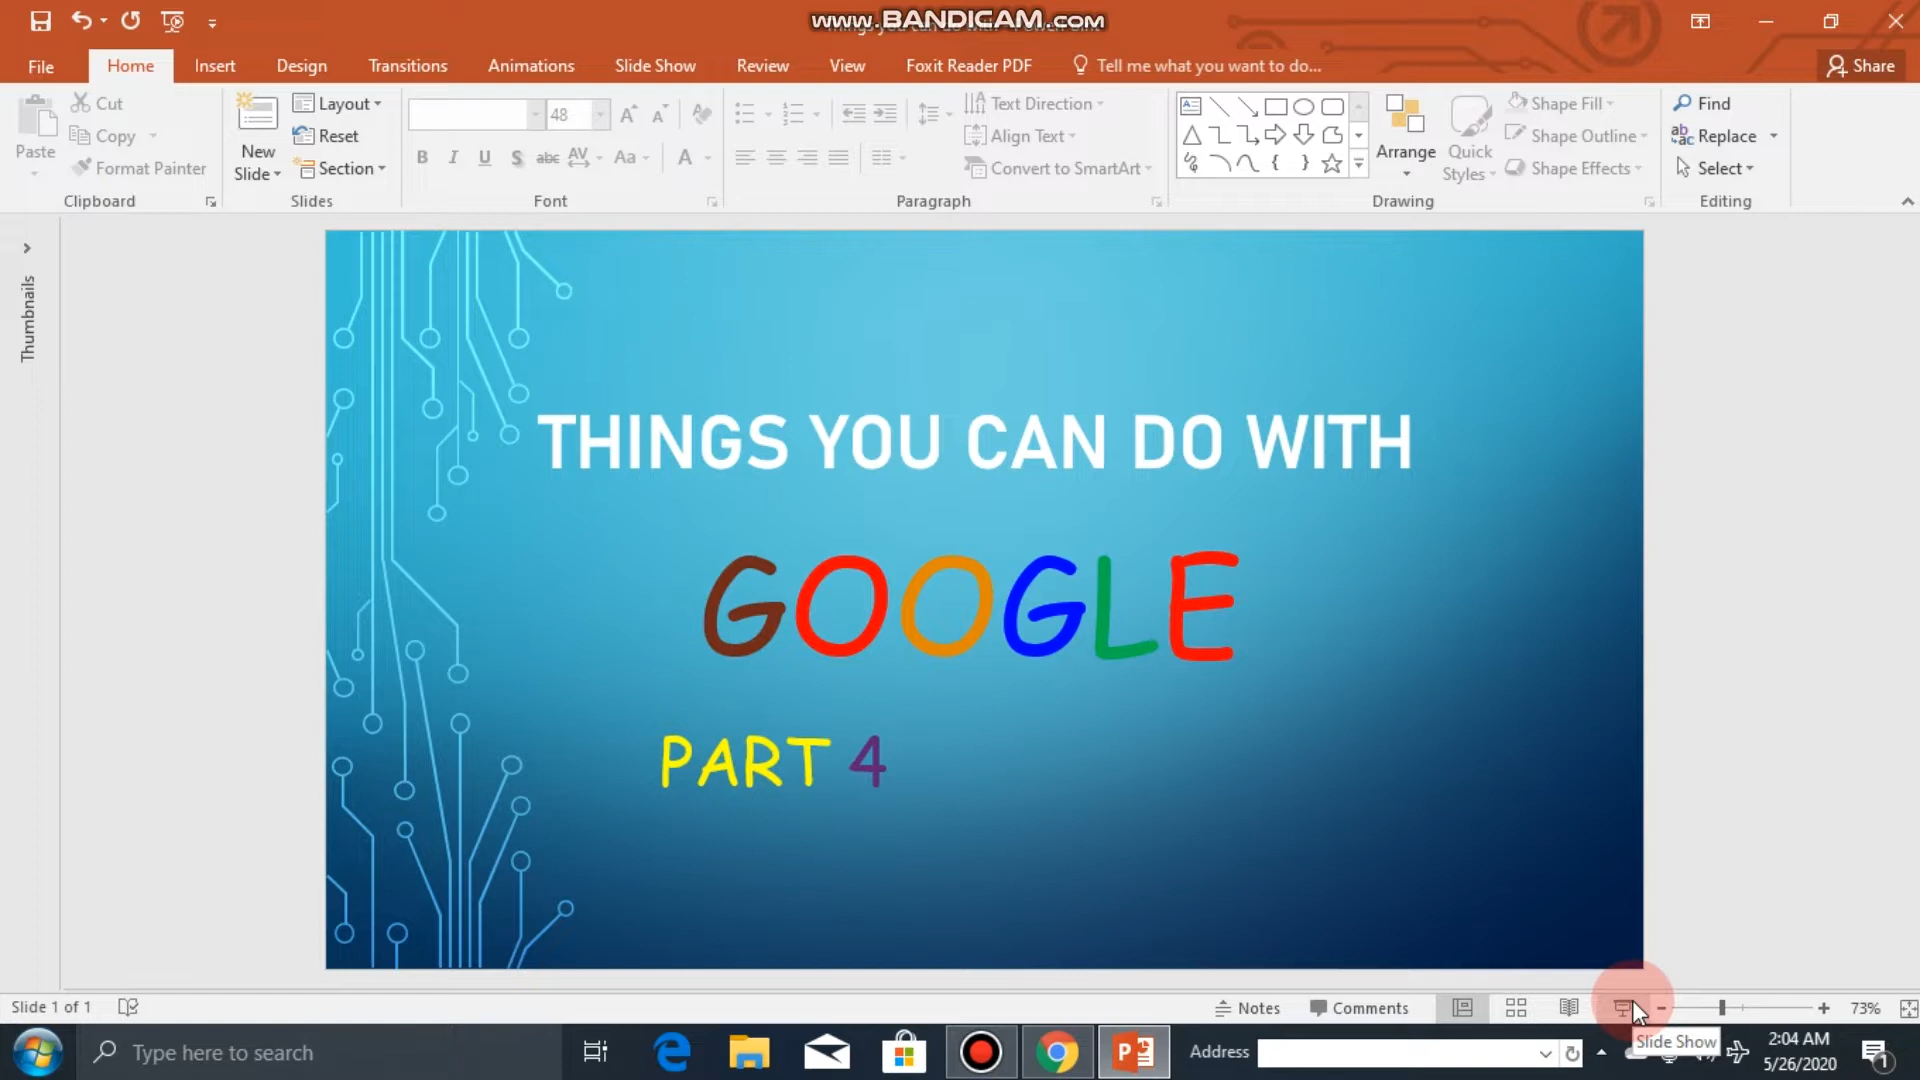 www.BANDICAM.com
File Home Insert Design Transitions Animations Slide Show Review View Foxit Reader PDF Tell me what you want to do... Share
Paste
Cut
Copy
Format Painter
Clipboard
New
Slide
Layout
Reset
Section
Slides
48
B I U S abc AV Aa A
Font
Text Direction
Align Text
Convert to SmartArt
Paragraph
Arrange
Quick
Styles
Shape Fill
Shape Outline
Shape Effects
Drawing
Find
Replace
Select
Editing
Thumbnails
THINGS YOU CAN DO WITH
GOOGLE
PART 4
Slide 1 of 1
Notes Comments 73%
Slide Show
Type here to search
Address
2:04 AM
5/26/2020
1